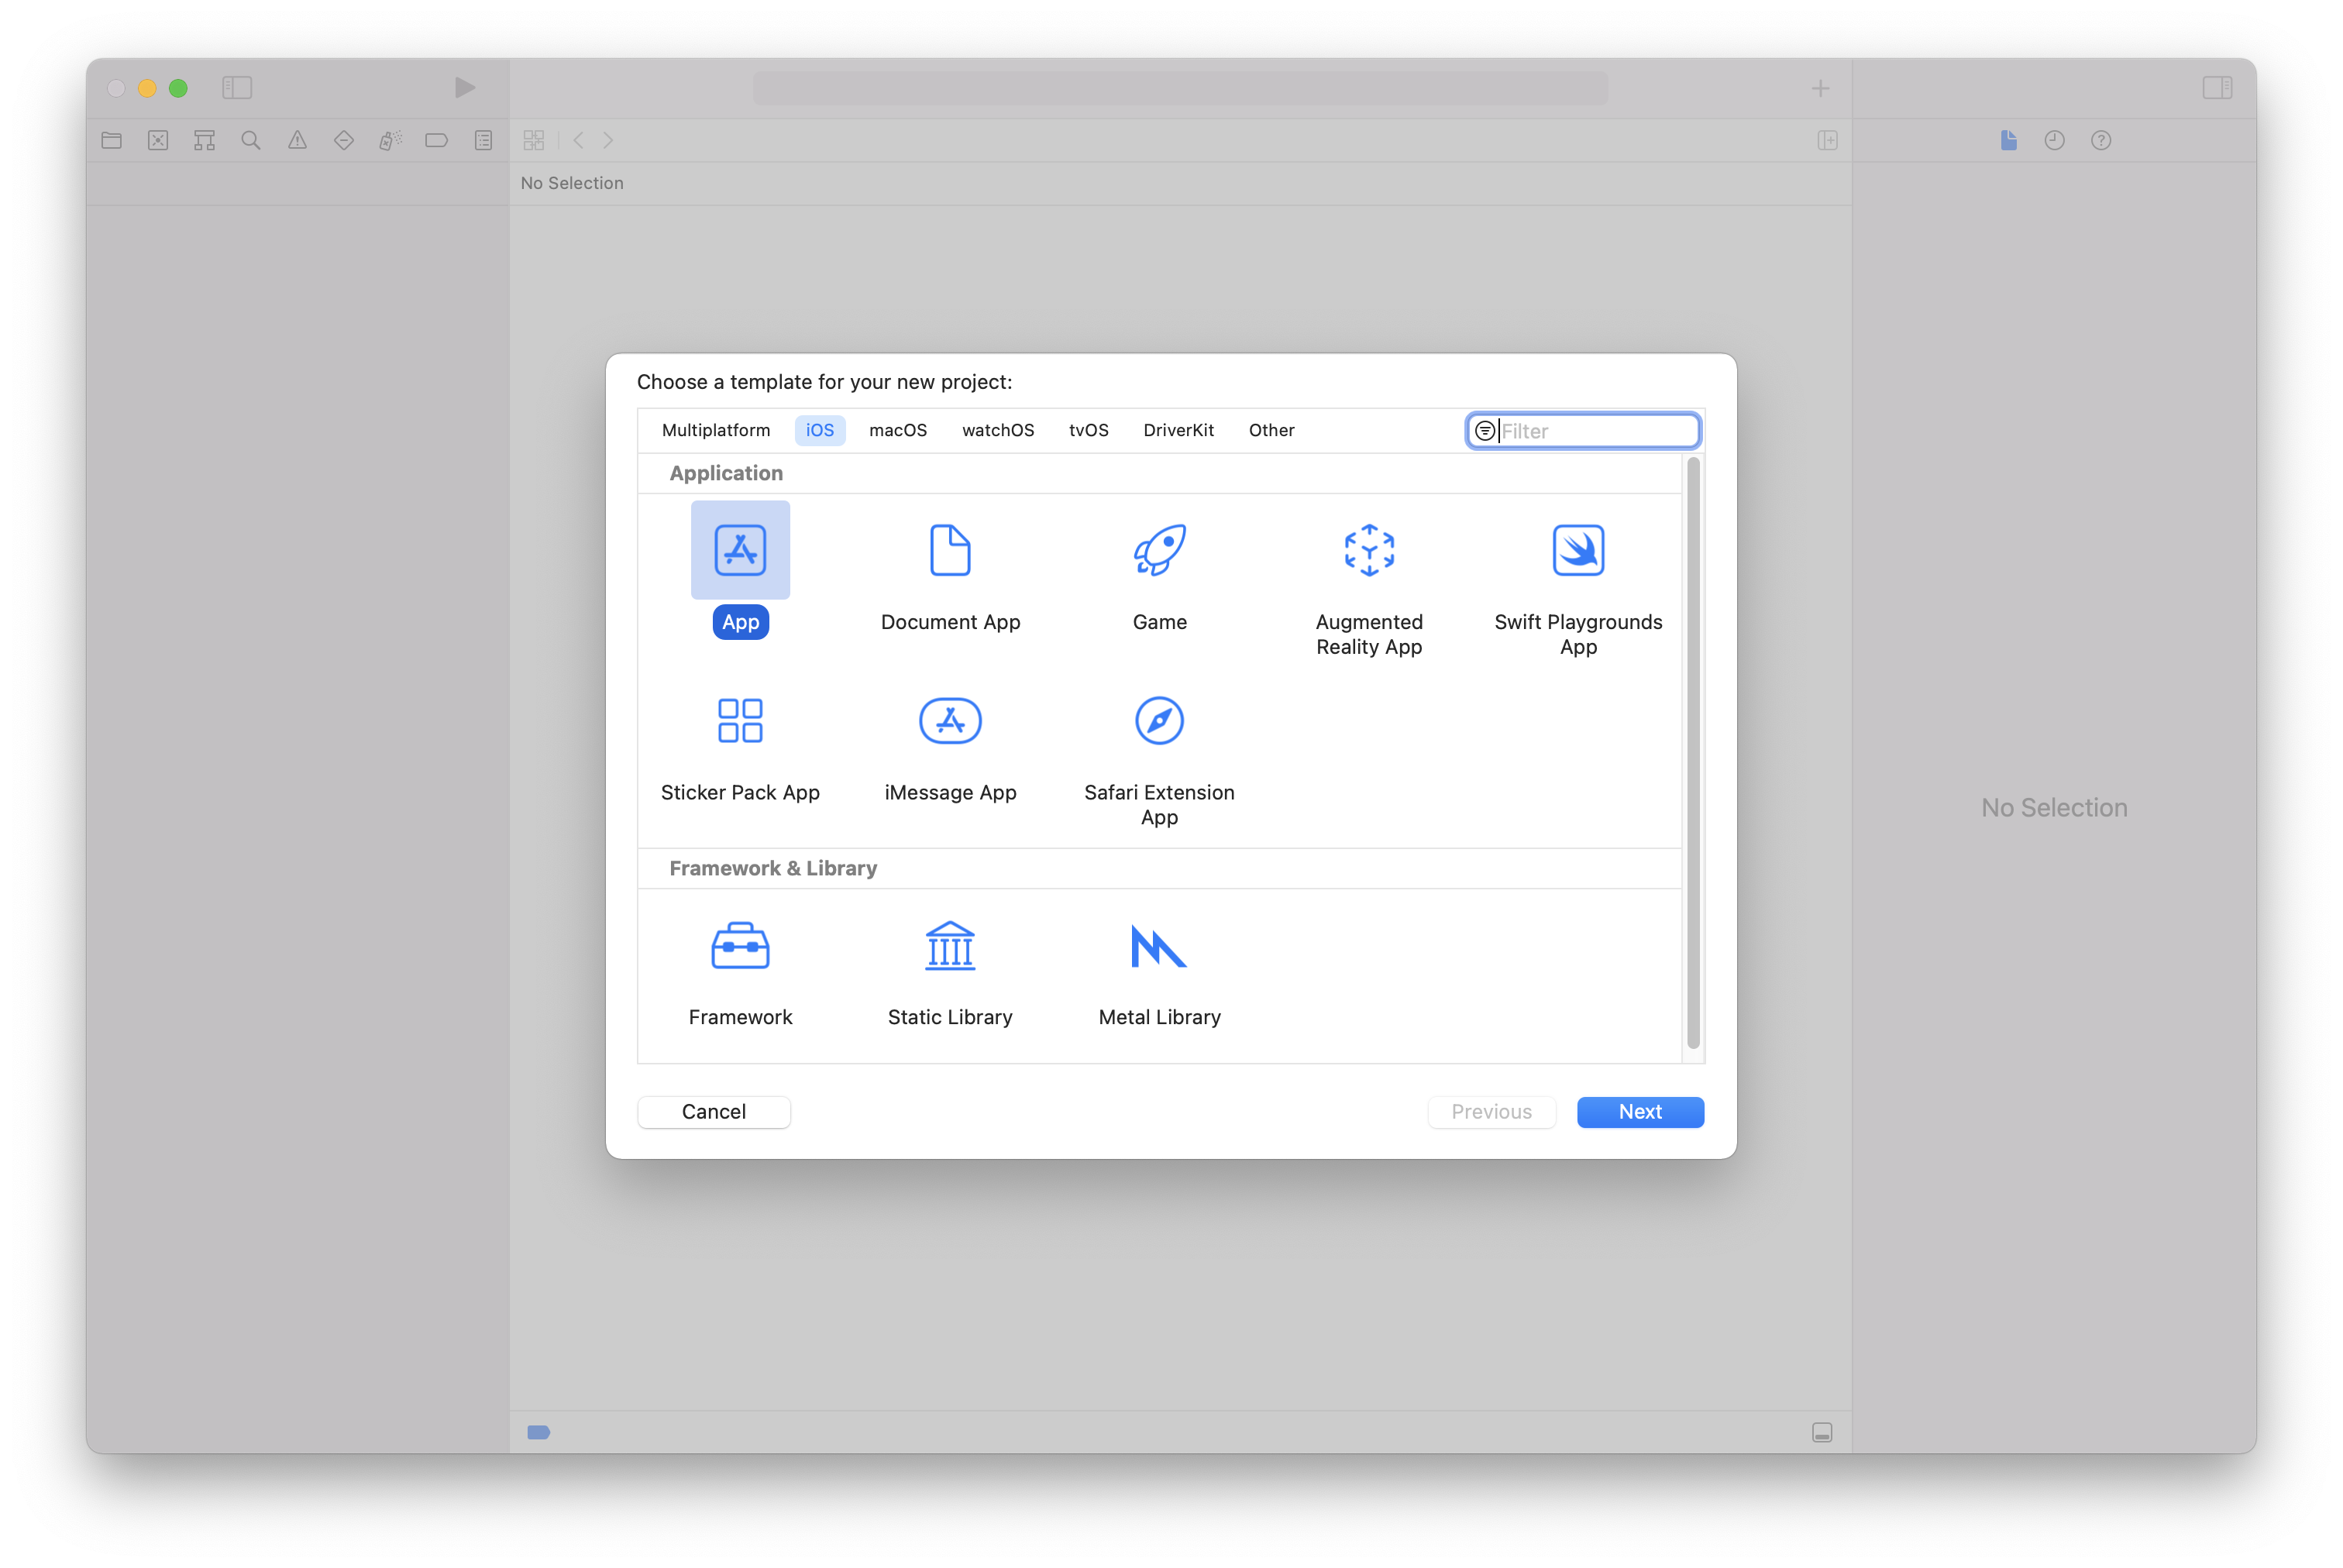 No Selection
Choose a template for your new project:
Multiplatform iOS macOS watchOS tvOS DriverKit Other Filter
Application
App Document App Game Augmented Reality App Swift Playgrounds App
Sticker Pack App iMessage App Safari Extension App
No Selection
Framework & Library
Framework Static Library Metal Library
Cancel Previous Next